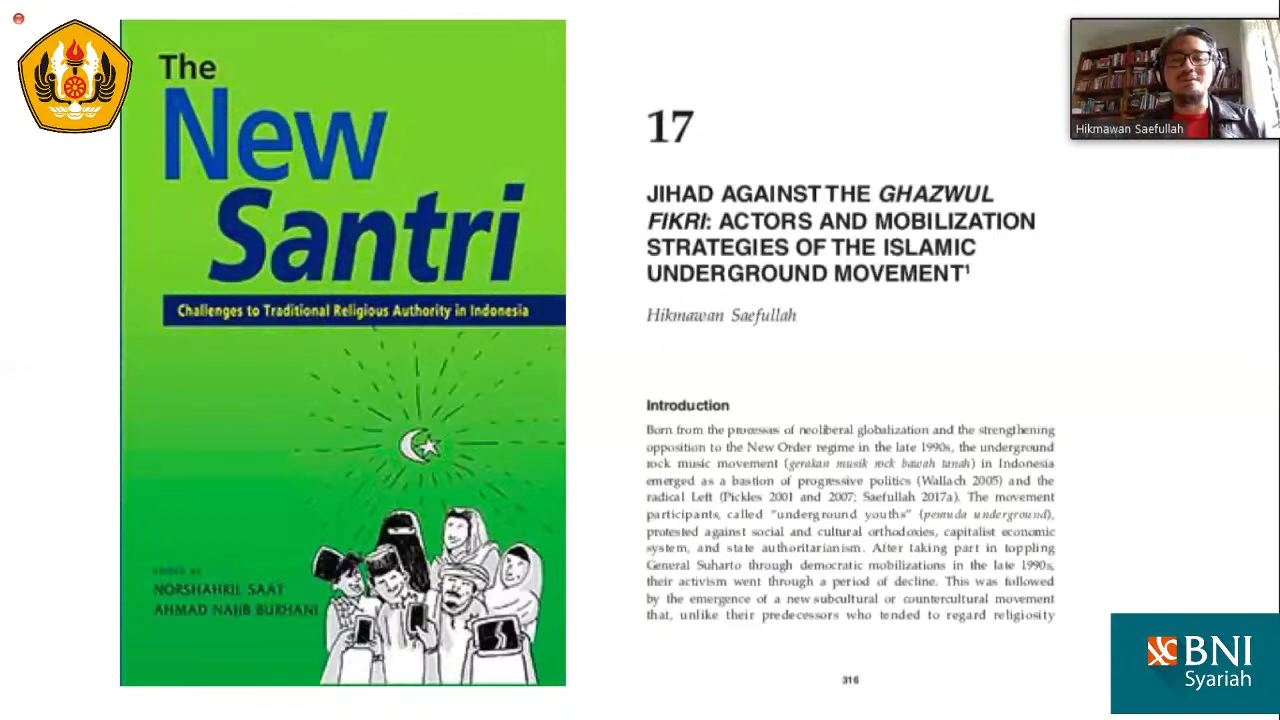 The
New
Santri
Challenges to Traditional Religious Authority in Indonesia
EDITED BY
NORSHAHRIL SAAT
AHMAD NAJIB BURHANI
17
JIHAD AGAINST THE GHAZWUL
FIKRI: ACTORS AND MOBILIZATION
STRATEGIES OF THE ISLAMIC
UNDERGROUND MOVEMENT¹
Hikmawan Saefullah
Introduction
Born from the processes of neoliberal globalization and the strengthening
opposition to the New Order regime in the late 1990s, the underground
rock music movement (gerakan musik rock bawah tanah) in Indonesia
emerged as a bastion of progressive politics (Wallach 2005) and the
radical Left (Pickles 2001 and 2007; Saefullah 2017a). The movement
participants, called “underground youths” (pemuda underground),
protested against social and cultural orthodoxies, capitalist economic
system, and state authoritarianism. After taking part in toppling
General Suharto through democratic mobilizations in the late 1990s,
their activism went through a period of decline. This was followed
by the emergence of a new subcultural or countercultural movement
that, unlike their predecessors who tended to regard religiosity
316
Hikmawan Saefullah
BNI
Syariah